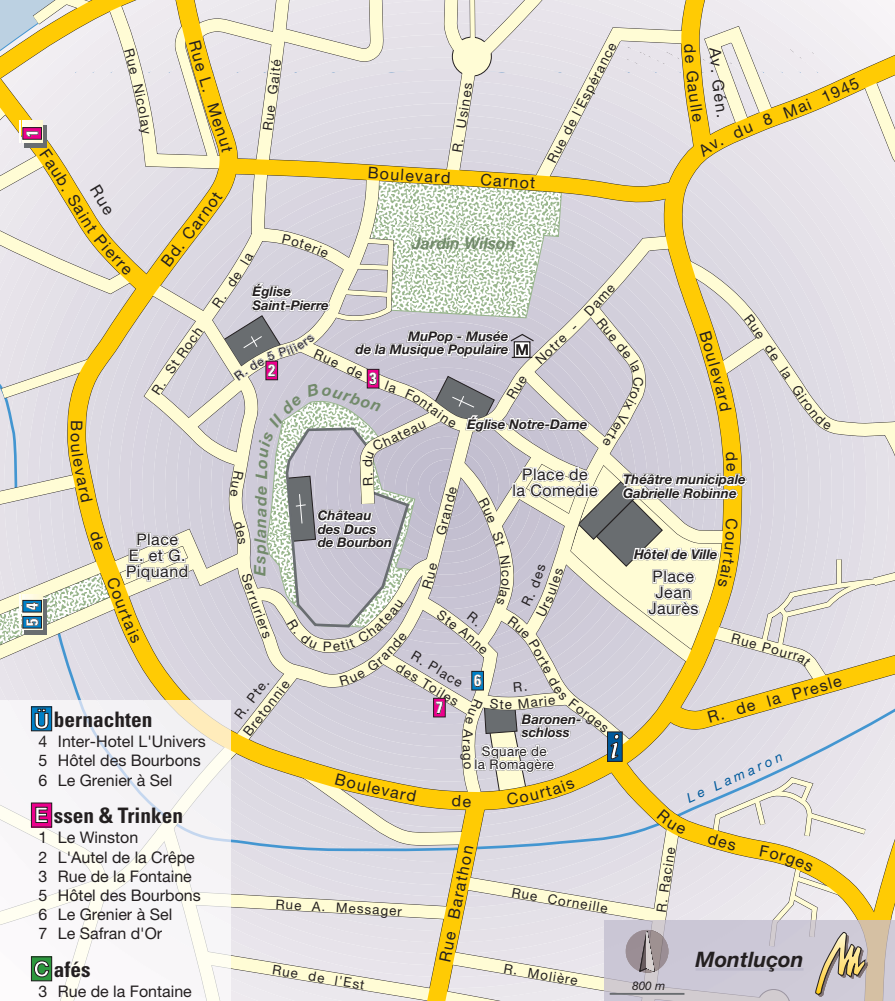 Rue Nicolay
Rue L. Menut
Rue Gaité
R. Usines
Rue de l'Espérance
de Gaulle
Av. Gén.
Av. du 8 Mai 1945
1
Faub. Saint Pierre
Rue
Bd. Carnot
Boulevard Carnot
Jardin Wilson
Poterie
R. de la
Église
Saint-Pierre
R. St Roch
R. de 5 Piliers
2
Rue de la Fontaine
3
MuPop - Musée
de la Musique Populaire
M
Rue Notre - Dame
Rue de la Croix Verte
Rue de la Gironde
Boulevard de Courtais
Esplanade Louis II de Bourbon
R. du Chateau
Église Notre-Dame
Place de
la Comedie
Théâtre municipale
Gabrielle Robinne
Hôtel de Ville
Place
Jean
Jaurès
Boulevard de Courtais
Rue des Serruriers
Château
des Ducs
de Bourbon
Rue Grande
Rue St Nicolas
R. des
Ursules
Place
E. et G.
Piquand
5 4
R. du Petit Chateau
Rue Grande
R.
Ste Anne
Rue Porte des Forges
Rue Pourrat
R. de la Presle
R. Pte.
Bretonnie
R. Place
des Toiles
6
7
R.
Ste Marie
Rue Arago
Baronen-
schloss
Square de
la Romagère
i
Boulevard de Courtais
Le Lamaron
Rue des Forges
Rue Barathon
R. Racine
Rue Corneille
Rue A. Messager
Rue de l'Est
R. Molière
Übernachten
4 Inter-Hotel L'Univers
5 Hôtel des Bourbons
6 Le Grenier à Sel
Essen & Trinken
1 Le Winston
2 L'Autel de la Crêpe
3 Rue de la Fontaine
5 Hôtel des Bourbons
6 Le Grenier à Sel
7 Le Safran d'Or
Cafés
3 Rue de la Fontaine
800 m
Montluçon